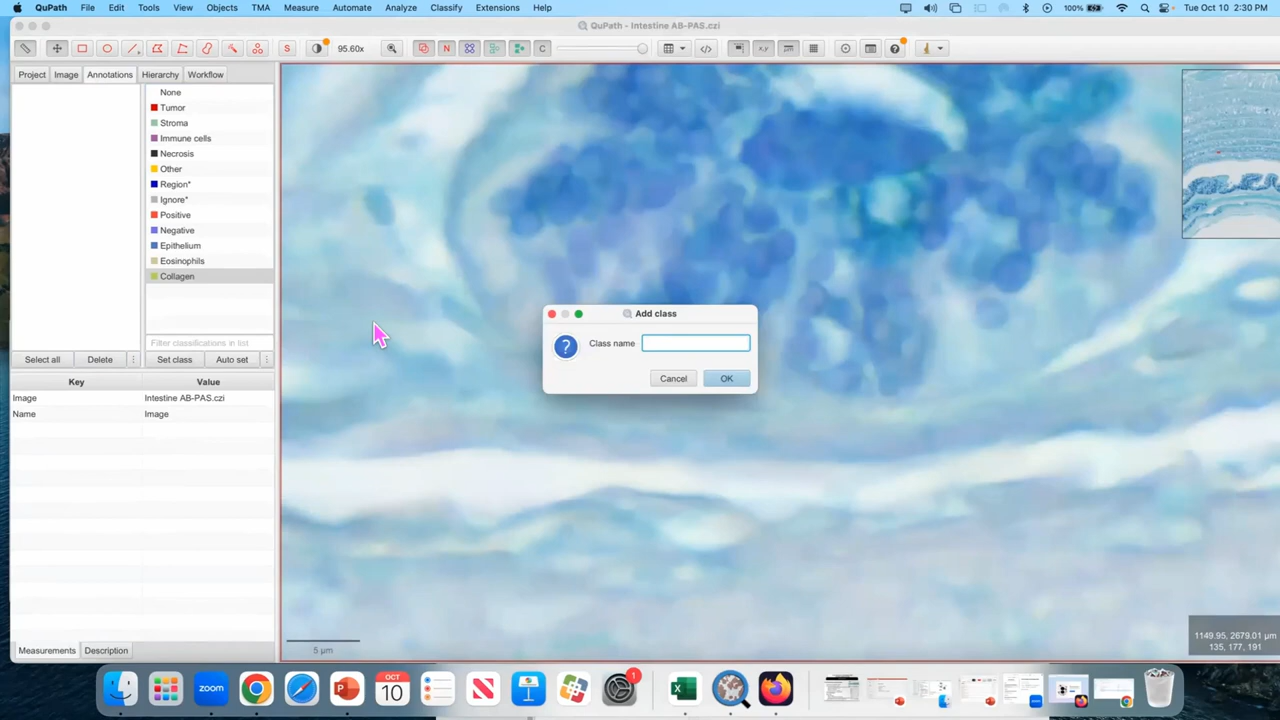 QuPath File Edit Tools View Objects TMA Measure Automate Analyze Classify Extensions Help 100% Tue Oct 10 2:30 PM
QuPath - Intestine AB-PAS.czi
S 95.60x N C x,y
Project Image Annotations Hierarchy Workflow
None
Tumor
Stroma
Immune cells
Necrosis
Other
Region*
Ignore*
Positive
Negative
Epithelium
Eosinophils
Collagen
Filter classifications in list
Select all Delete Set class Auto set
Key Value
Image Intestine AB-PAS.czi
Name Image
Measurements Description
Add class
Class name
Cancel OK
5 µm
1149.95, 2679.01 µm
135, 177, 191
zoom
OCT
10
1